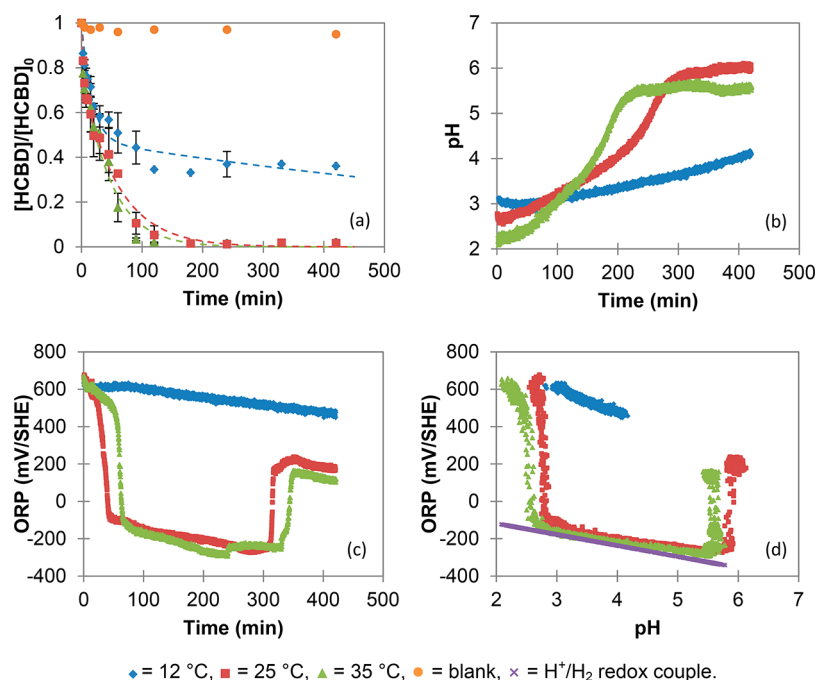 [HCBD]/[HCBD]₀
1
0.8
0.6
0.4
0.2
0
0 100 200 300 400 500
Time (min)
(a)
pH
7
6
5
4
3
2
0 100 200 300 400 500
Time (min)
(b)
ORP (mV/SHE)
800
600
400
200
0
-200
-400
0 100 200 300 400 500
Time (min)
(c)
ORP (mV/SHE)
800
600
400
200
0
-200
-400
2 3 4 5 6 7
pH
(d)
= 12 °C, = 25 °C, = 35 °C, = blank, = H⁺/H₂ redox couple.